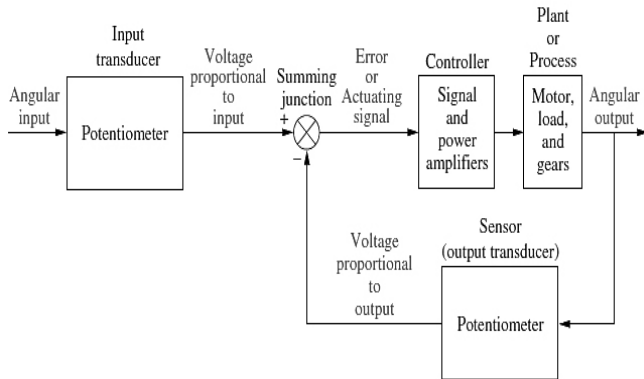 Input
transducer
Angular
input
Potentiometer
Voltage
proportional
to
input
Summing
junction
+
−
Error
or
Actuating
signal
Controller
Signal
and
power
amplifiers
Plant
or
Process
Motor,
load,
and
gears
Angular
output
Sensor
(output transducer)
Potentiometer
Voltage
proportional
to
output